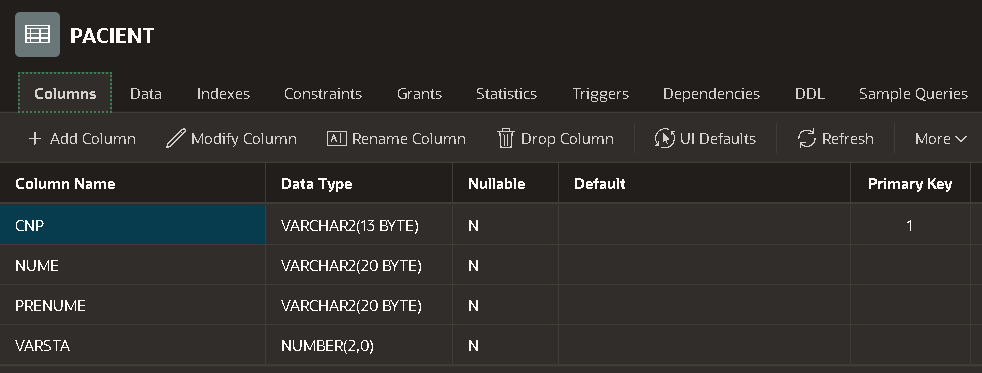 PACIENT
Columns Data Indexes Constraints Grants Statistics Triggers Dependencies DDL Sample Queries
+ Add Column Modify Column A Rename Column Drop Column UI Defaults Refresh More
Column Name Data Type Nullable Default Primary Key
CNP VARCHAR2(13 BYTE) N 1
NUME VARCHAR2(20 BYTE) N
PRENUME VARCHAR2(20 BYTE) N
VARSTA NUMBER(2,0) N